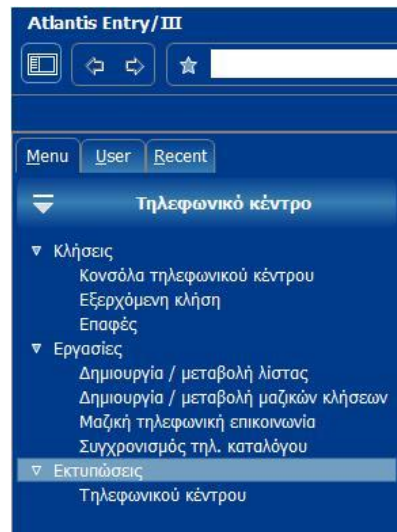 Atlantis Entry/III
Menu User Recent
Τηλεφωνικό κέντρο
Κλήσεις
Κονσόλα τηλεφωνικού κέντρου
Εξερχόμενη κλήση
Επαφές
Εργασίες
Δημιουργία / μεταβολή λίστας
Δημιουργία / μεταβολή μαζικών κλήσεων
Μαζική τηλεφωνική επικοινωνία
Συγχρονισμός τηλ. καταλόγου
Εκτυπώσεις
Τηλεφωνικού κέντρου